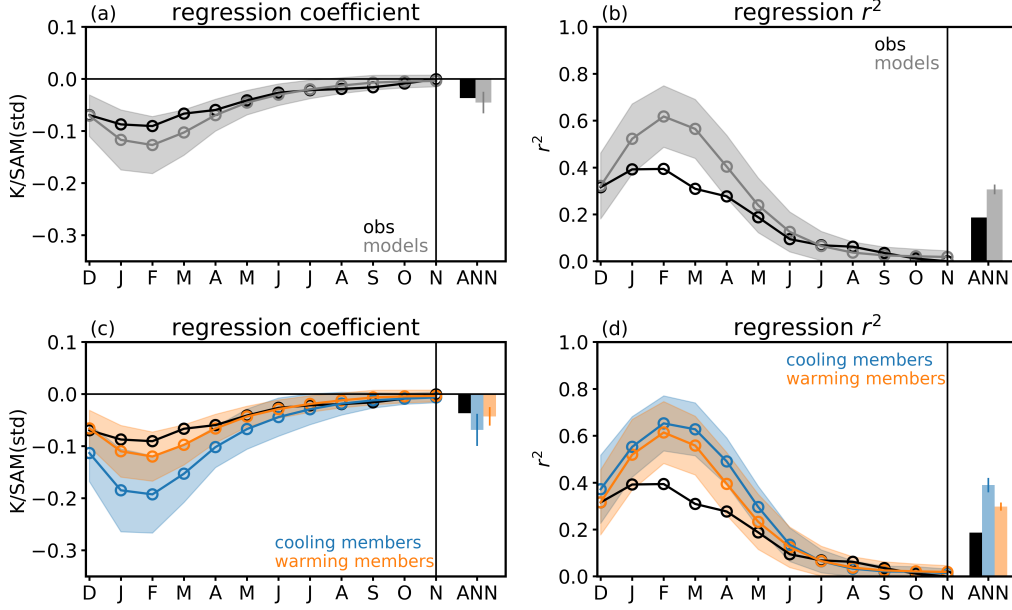 (a) regression coefficient
K/SAM(std)
0.1
0.0
−0.1
−0.2
−0.3
obs
models
D J F M A M J J A S O N ANN
(b) regression r²
r²
1.0
0.8
0.6
0.4
0.2
0.0
obs
models
D J F M A M J J A S O N ANN
(c) regression coefficient
K/SAM(std)
0.1
0.0
−0.1
−0.2
−0.3
cooling members
warming members
D J F M A M J J A S O N ANN
(d) regression r²
r²
1.0
0.8
0.6
0.4
0.2
0.0
cooling members
warming members
D J F M A M J J A S O N ANN